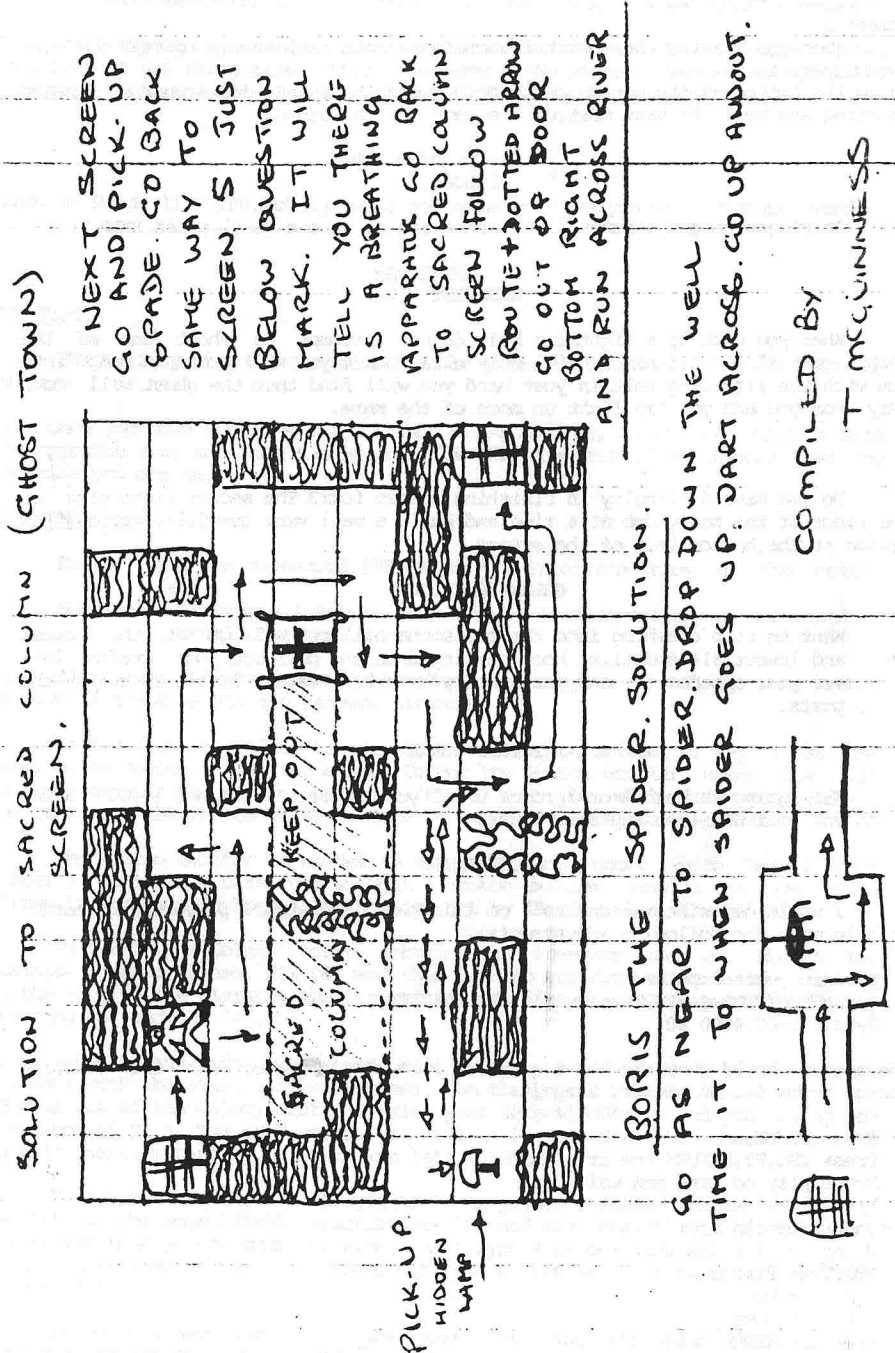 SOLUTION TO SACRED COLUMN (GHOST TOWN)
SCREEN.
NEXT SCREEN
GO AND PICK-UP
SPADE. GO BACK
SAME WAY TO
SCREEN 5 JUST
BELOW QUESTION
MARK. IT WILL
TELL YOU THERE
IS A BREATHING
APPARATUS GO BACK
TO SACRED COLUMN
SCREEN FOLLOW
ROUTE + DOTTED ARROW
GO OUT OF DOOR
BOTTOM RIGHT
AND RUN ACROSS RIVER
SACRED KEEP OUT!
COLUMN
PICK-UP
HIDDEN
LAMP
BORIS THE SPIDER. SOLUTION.
GO AS NEAR TO SPIDER, DROP DOWN THE WELL
TIME IT TO WHEN SPIDER GOES UP. DART ACROSS. GO UP AND OUT.
COMPILED BY
T MCGUINNESS